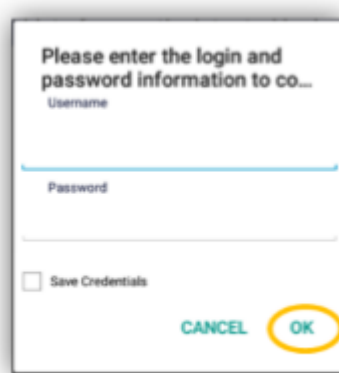 Please enter the login and
password information to co...
Username
Password
Save Credentials
CANCEL OK